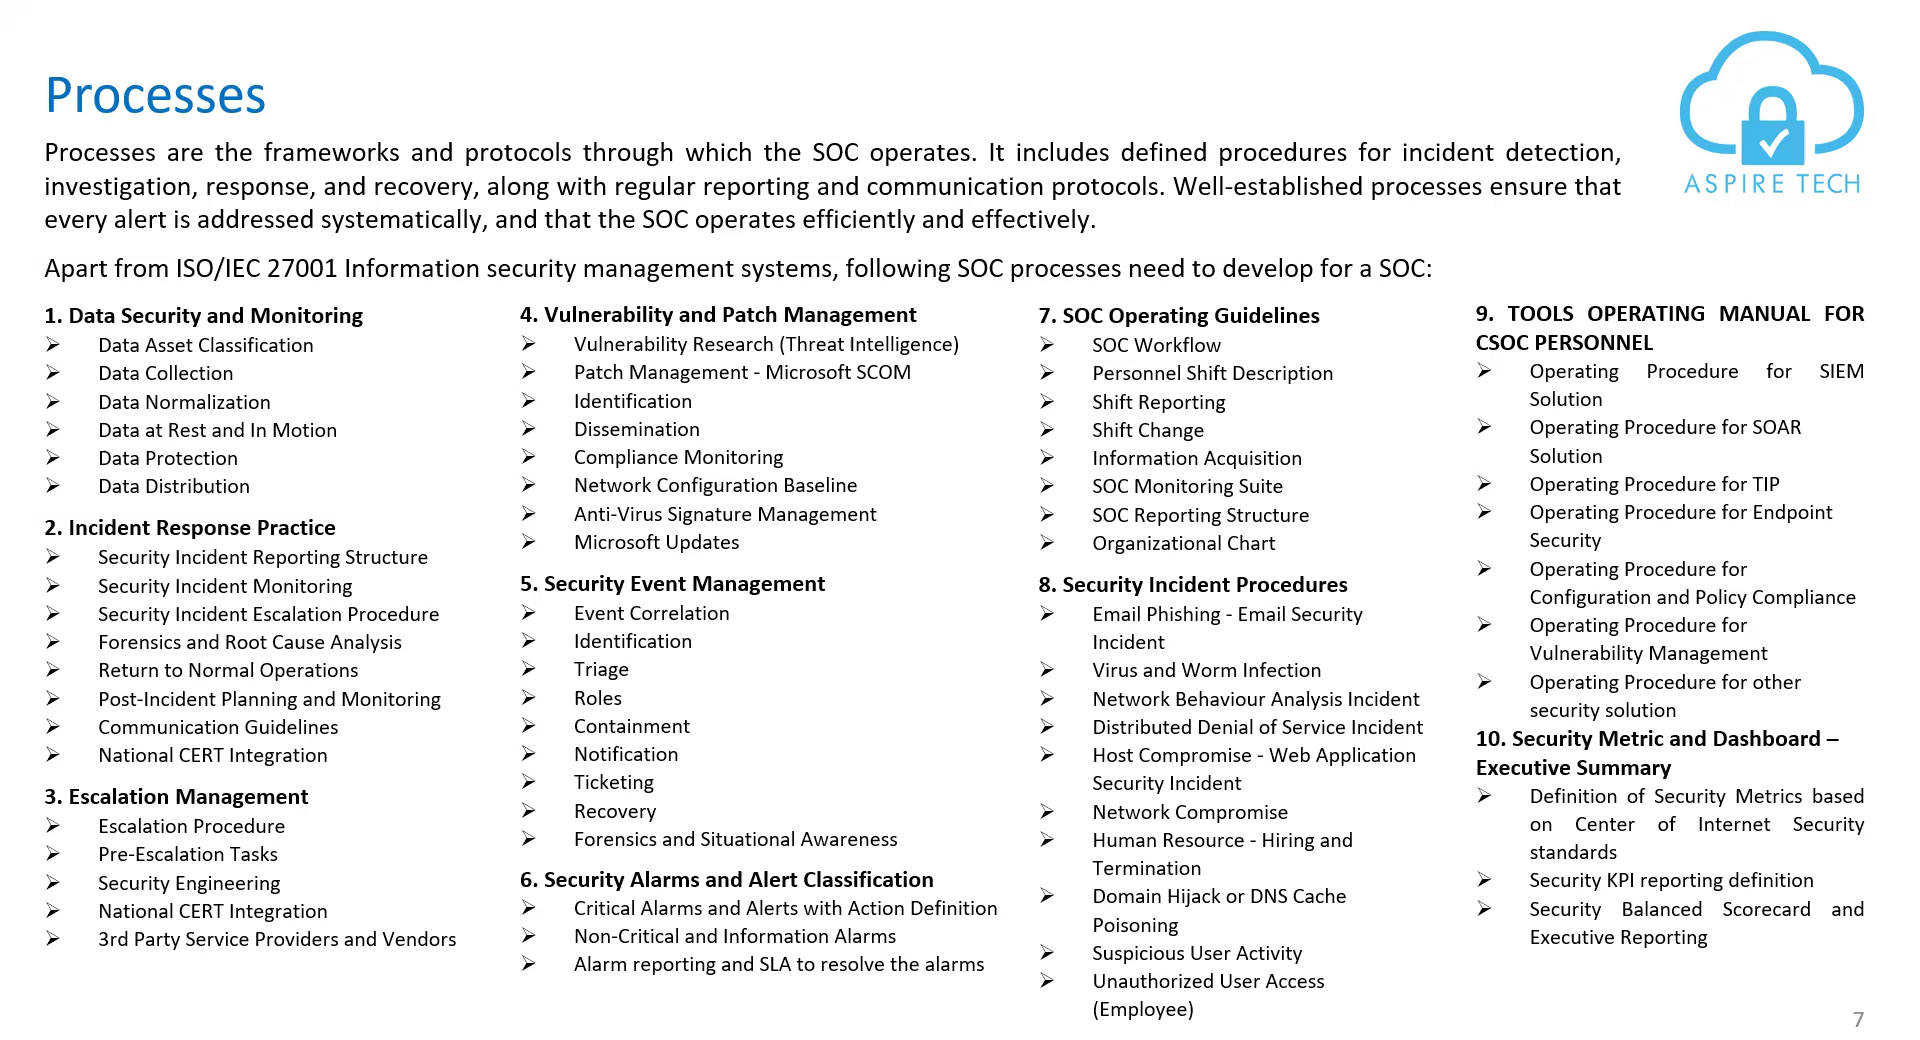 Processes
ASPIRE TECH
Processes are the frameworks and protocols through which the SOC operates. It includes defined procedures for incident detection,
investigation, response, and recovery, along with regular reporting and communication protocols. Well-established processes ensure that
every alert is addressed systematically, and that the SOC operates efficiently and effectively.
Apart from ISO/IEC 27001 Information security management systems, following SOC processes need to develop for a SOC:
1. Data Security and Monitoring
➢ Data Asset Classification
➢ Data Collection
➢ Data Normalization
➢ Data at Rest and In Motion
➢ Data Protection
➢ Data Distribution
2. Incident Response Practice
➢ Security Incident Reporting Structure
➢ Security Incident Monitoring
➢ Security Incident Escalation Procedure
➢ Forensics and Root Cause Analysis
➢ Return to Normal Operations
➢ Post-Incident Planning and Monitoring
➢ Communication Guidelines
➢ National CERT Integration
3. Escalation Management
➢ Escalation Procedure
➢ Pre-Escalation Tasks
➢ Security Engineering
➢ National CERT Integration
➢ 3rd Party Service Providers and Vendors
4. Vulnerability and Patch Management
➢ Vulnerability Research (Threat Intelligence)
➢ Patch Management - Microsoft SCOM
➢ Identification
➢ Dissemination
➢ Compliance Monitoring
➢ Network Configuration Baseline
➢ Anti-Virus Signature Management
➢ Microsoft Updates
5. Security Event Management
➢ Event Correlation
➢ Identification
➢ Triage
➢ Roles
➢ Containment
➢ Notification
➢ Ticketing
➢ Recovery
➢ Forensics and Situational Awareness
6. Security Alarms and Alert Classification
➢ Critical Alarms and Alerts with Action Definition
➢ Non-Critical and Information Alarms
➢ Alarm reporting and SLA to resolve the alarms
7. SOC Operating Guidelines
➢ SOC Workflow
➢ Personnel Shift Description
➢ Shift Reporting
➢ Shift Change
➢ Information Acquisition
➢ SOC Monitoring Suite
➢ SOC Reporting Structure
➢ Organizational Chart
8. Security Incident Procedures
➢ Email Phishing - Email Security
Incident
➢ Virus and Worm Infection
➢ Network Behaviour Analysis Incident
➢ Distributed Denial of Service Incident
➢ Host Compromise - Web Application
Security Incident
➢ Network Compromise
➢ Human Resource - Hiring and
Termination
➢ Domain Hijack or DNS Cache
Poisoning
➢ Suspicious User Activity
➢ Unauthorized User Access
(Employee)
9. TOOLS OPERATING MANUAL FOR
CSOC PERSONNEL
➢ Operating Procedure for SIEM
Solution
➢ Operating Procedure for SOAR
Solution
➢ Operating Procedure for TIP
➢ Operating Procedure for Endpoint
Security
➢ Operating Procedure for
Configuration and Policy Compliance
➢ Operating Procedure for
Vulnerability Management
➢ Operating Procedure for other
security solution
10. Security Metric and Dashboard –
Executive Summary
➢ Definition of Security Metrics based
on Center of Internet Security
standards
➢ Security KPI reporting definition
➢ Security Balanced Scorecard and
Executive Reporting
7